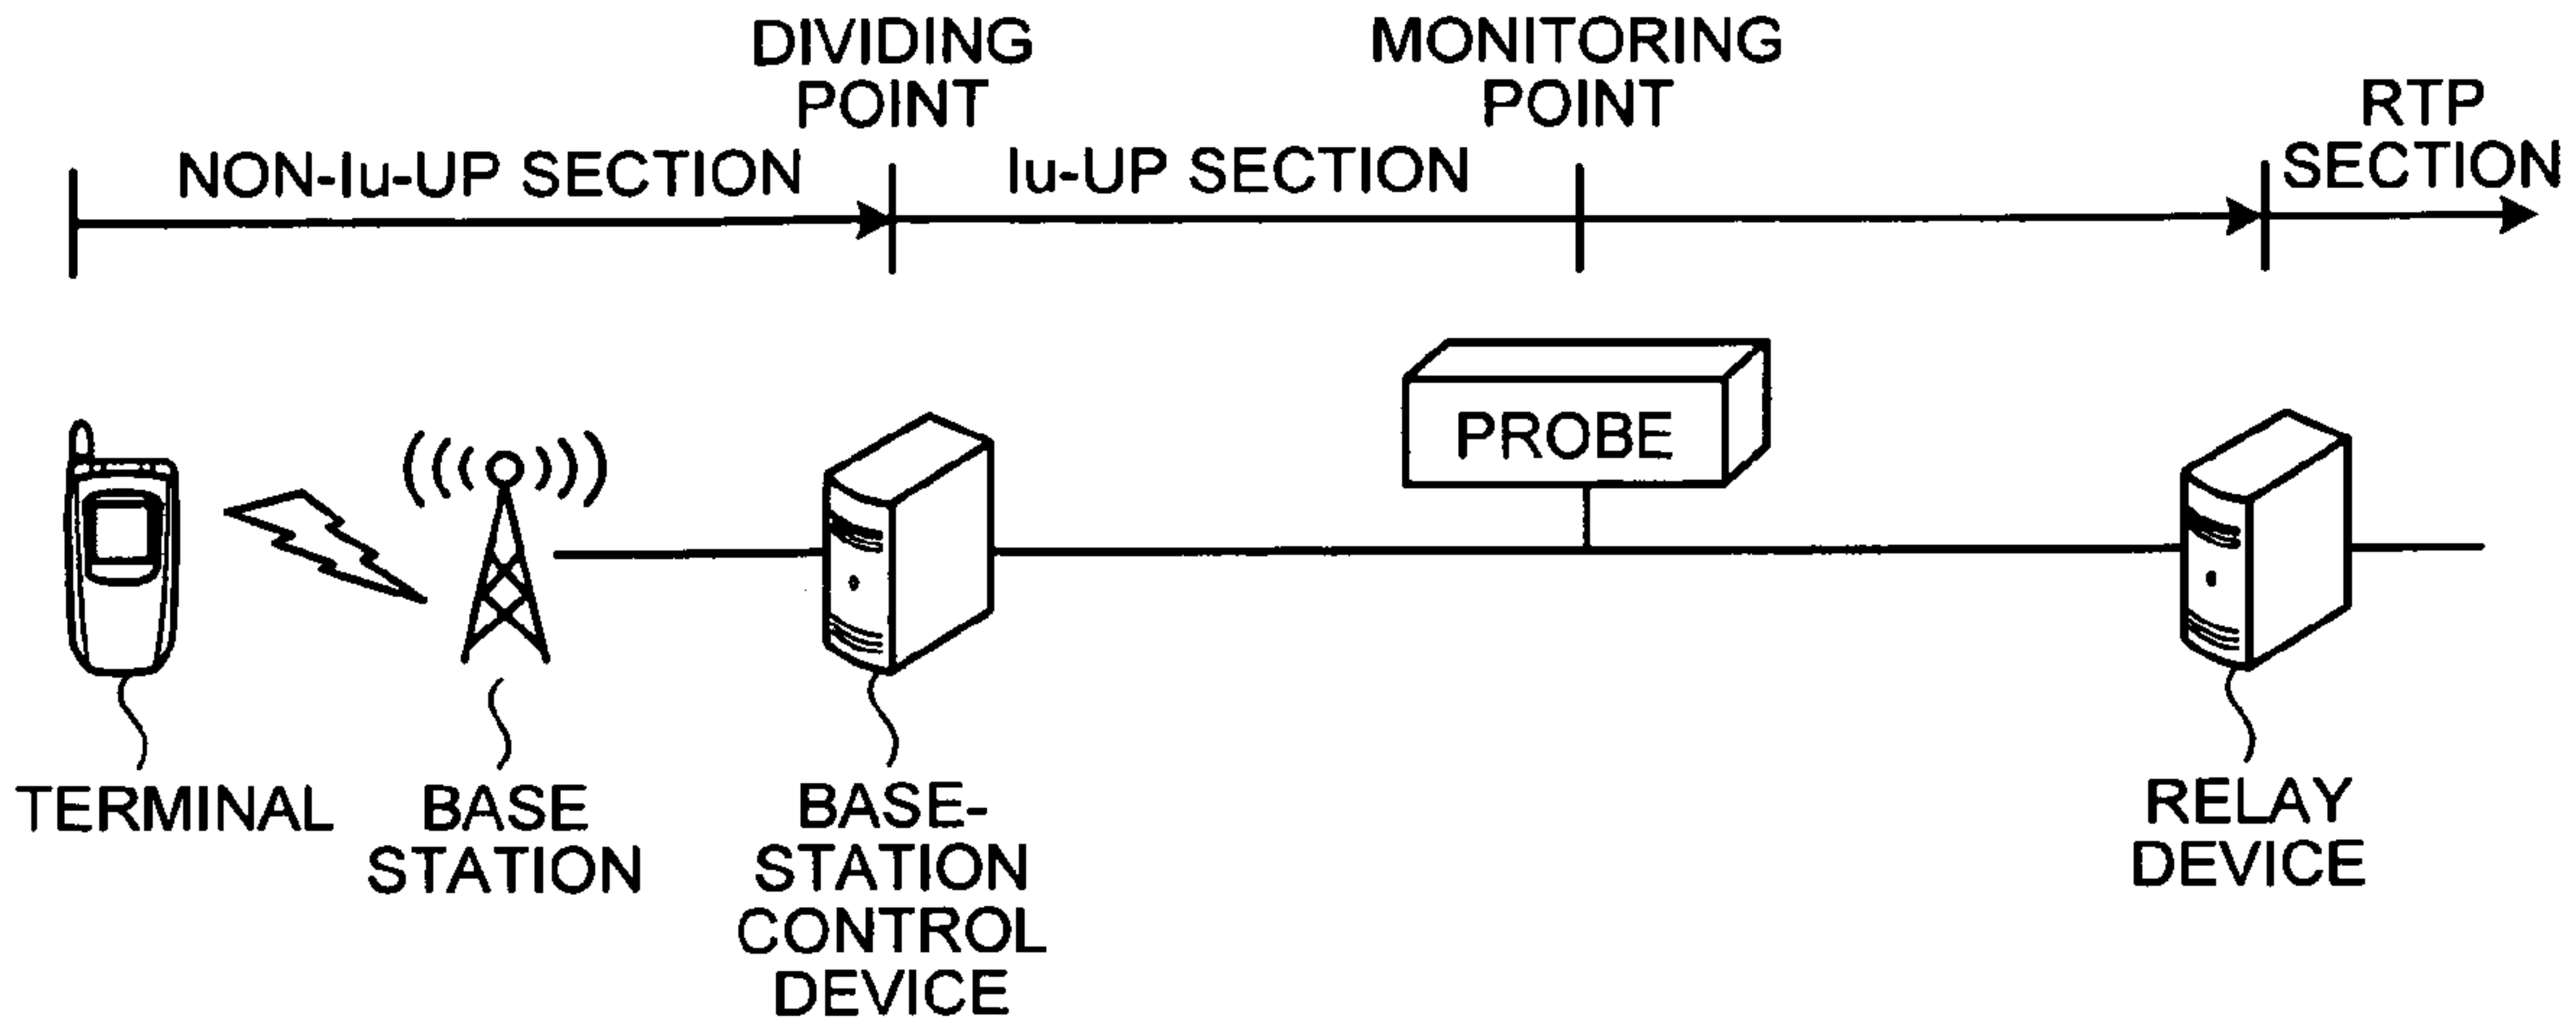 DIVIDING
POINT
MONITORING
POINT
RTP
SECTION
NON-Iu-UP SECTION
Iu-UP SECTION
PROBE
TERMINAL
BASE
STATION
BASE-
STATION
CONTROL
DEVICE
RELAY
DEVICE